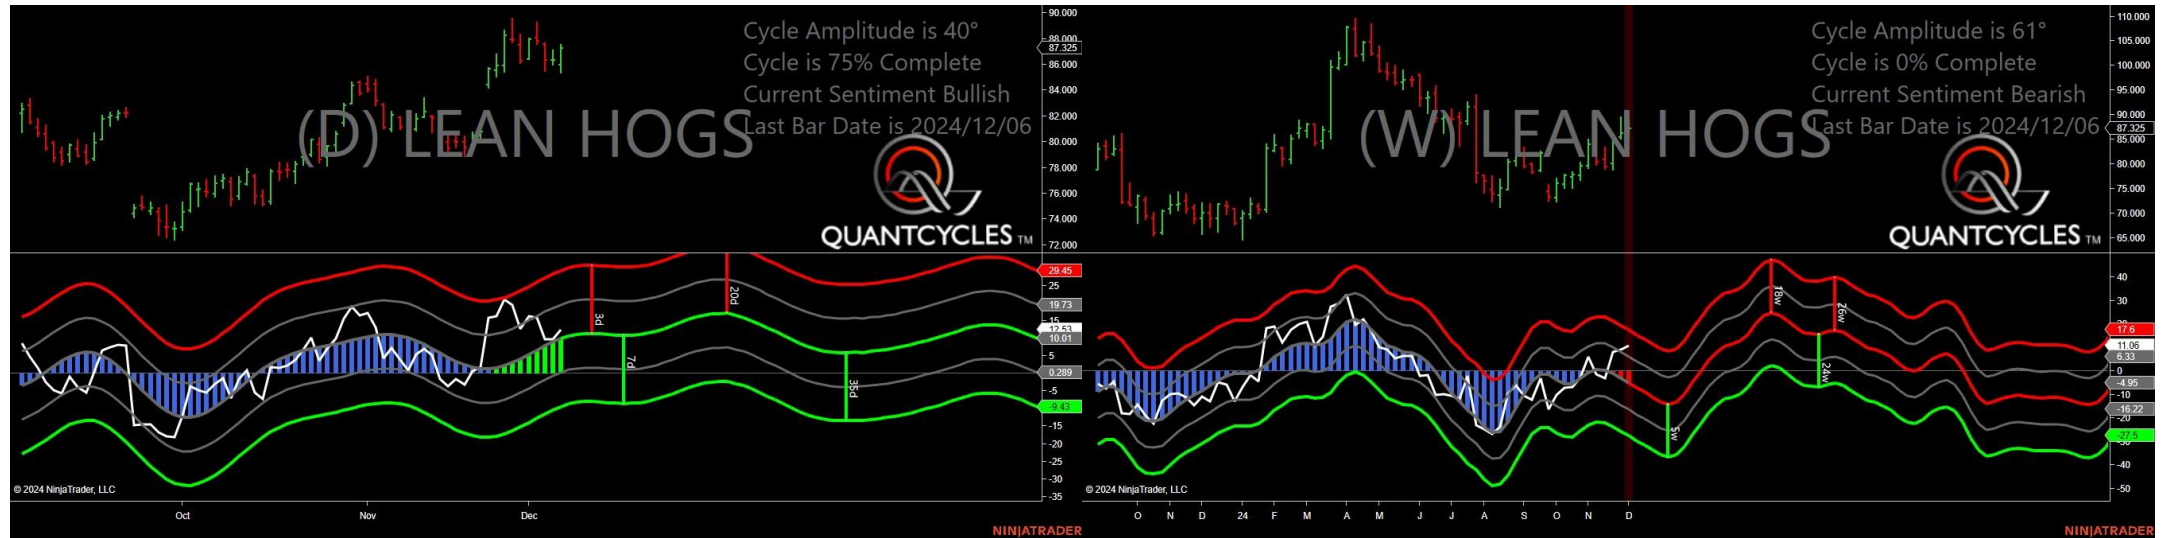 Cycle Amplitude is 40°
Cycle is 75% Complete
Current Sentiment Bullish
Last Bar Date is 2024/12/06
(D) LEAN HOGS
QUANTCYCLES TM
90.000
88.000
87.325
86.000
84.000
82.000
80.000
78.000
76.000
74.000
72.000
29.45
25
19.73
15
12.53
10.01
5
0.289
-5
-9.43
-15
-20
-25
-30
-35
3d
7d
20d
35d
© 2024 NinjaTrader, LLC
Oct Nov Dec
NINJATRADER
Cycle Amplitude is 61°
Cycle is 0% Complete
Current Sentiment Bearish
Last Bar Date is 2024/12/06
(W) LEAN HOGS
QUANTCYCLES TM
110.000
105.000
100.000
95.000
90.000
87.325
85.000
80.000
75.000
70.000
65.000
40
30
17.6
11.06
6.33
0
-4.95
-10
-16.22
-20
-27.5
-40
-50
5w
18w
24w
26w
© 2024 NinjaTrader, LLC
O N D 24 F M A M J J A S O N D
NINJATRADER